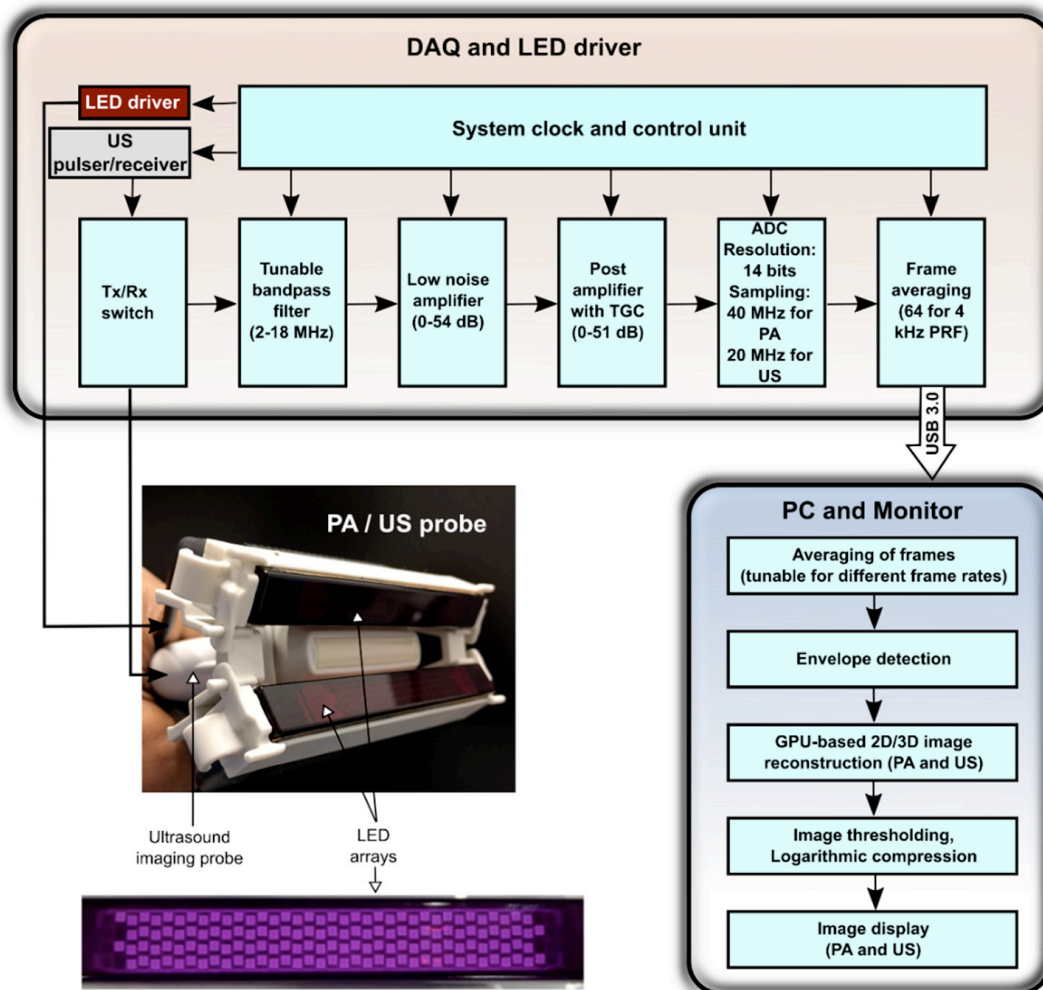 DAQ and LED driver
LED driver
System clock and control unit
US
pulser/receiver
Tx/Rx
switch
Tunable
bandpass
filter
(2-18 MHz)
Low noise
amplifier
(0-54 dB)
Post
amplifier
with TGC
(0-51 dB)
ADC
Resolution:
14 bits
Sampling:
40 MHz for
PA
20 MHz for
US
Frame
averaging
(64 for 4
kHz PRF)
USB 3.0
PA / US probe
Ultrasound
imaging probe
LED
arrays
PC and Monitor
Averaging of frames
(tunable for different frame rates)
Envelope detection
GPU-based 2D/3D image
reconstruction (PA and US)
Image thresholding,
Logarithmic compression
Image display
(PA and US)